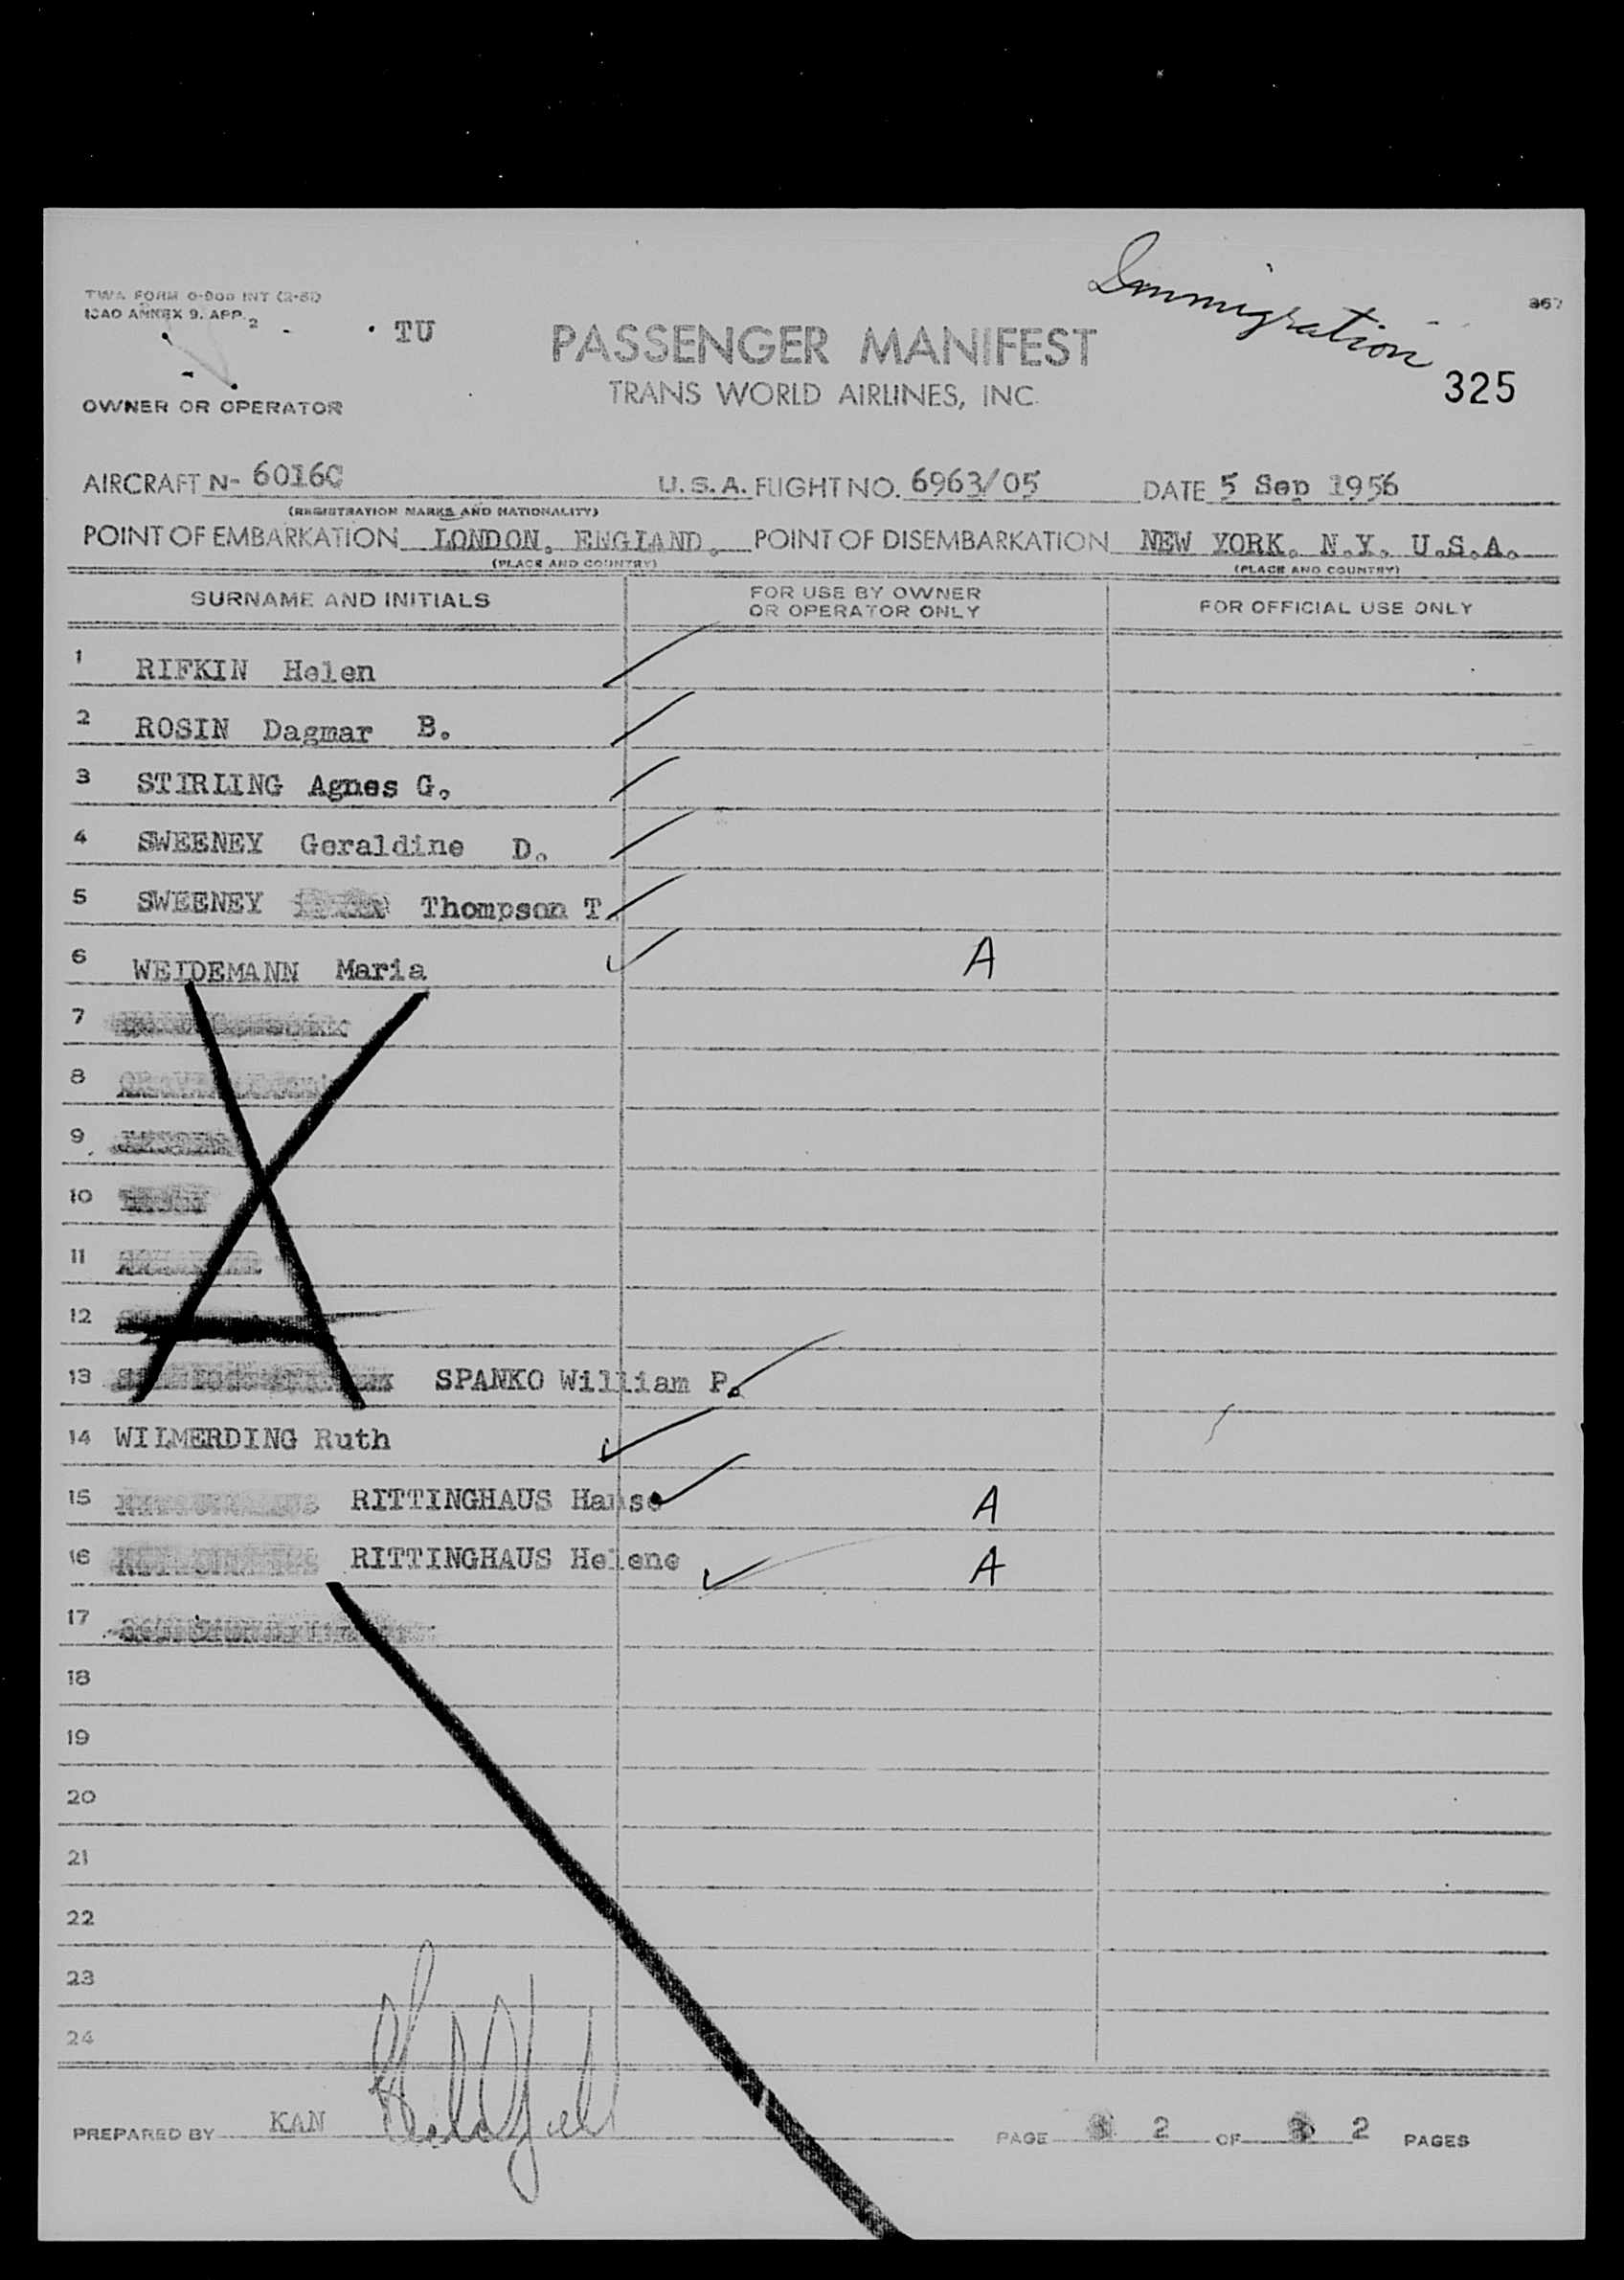 Immigration
TWA FORM 0-900 INT (2-51)
ICAO ANNEX 9. APP. 2
367
TU
PASSENGER MANIFEST
TRANS WORLD AIRLINES, INC.
325
OWNER OR OPERATOR
AIRCRAFT N- 6016C U.S.A. FLIGHT NO. 6963/05 DATE 5 Sep 1956
(REGISTRATION MARKS AND NATIONALITY)
POINT OF EMBARKATION LONDON, ENGLAND. POINT OF DISEMBARKATION NEW YORK. N.Y. U.S.A.
(PLACE AND COUNTRY) (PLACE AND COUNTRY)
SURNAME AND INITIALS FOR USE BY OWNER OR OPERATOR ONLY FOR OFFICIAL USE ONLY
1 RIFKIN Helen
2 ROSIN Dagmar B.
3 STIRLING Agnes G.
4 SWEENEY Geraldine D.
5 SWEENEY Thompson T.
6 WEIDEMANN Maria A
7
8
9
10
11
12
13 SPANKO William P.
14 WILMERDING Ruth
15 RITTINGHAUS Hanse A
16 RITTINGHAUS Helene A
17
18
19
20
21
22
23
24
PREPARED BY KAN PAGE 2 OF 2 PAGES